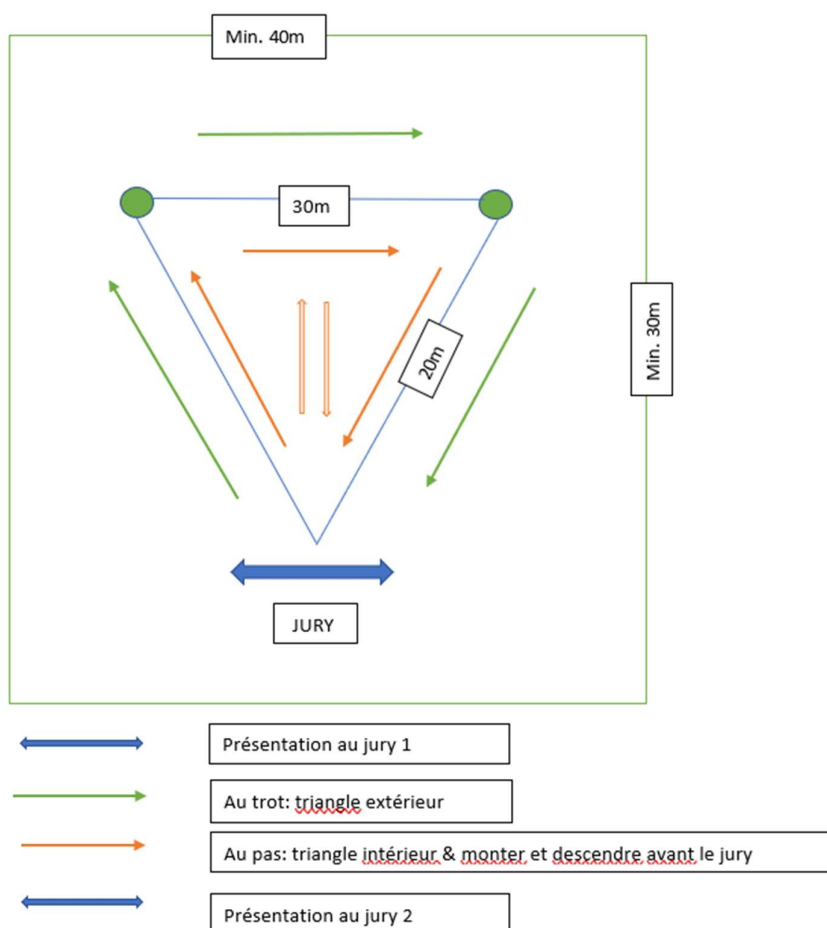 Min. 40m
30m
20m
Min. 30m
JURY
Présentation au jury 1
Au trot: triangle extérieur
Au pas: triangle intérieur & monter et descendre avant le jury
Présentation au jury 2